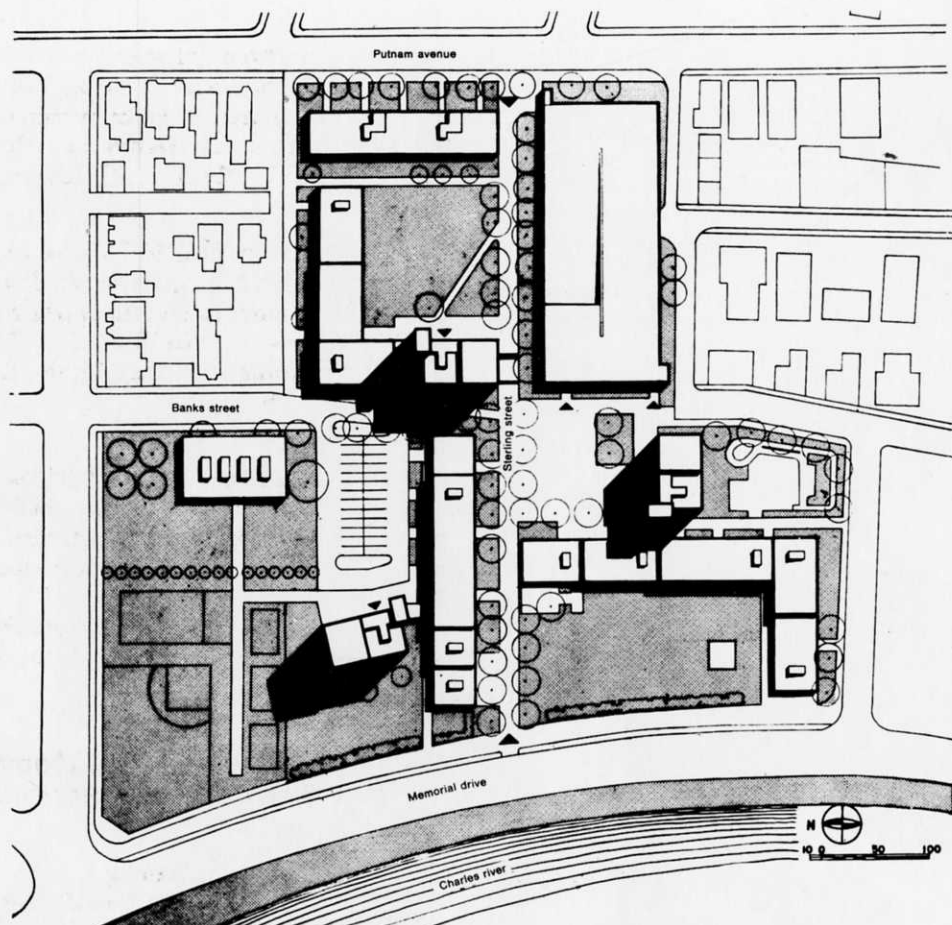 Putnam avenue
Banks street
Sterling street
Memorial drive
N
10 0 50 100
Charles river